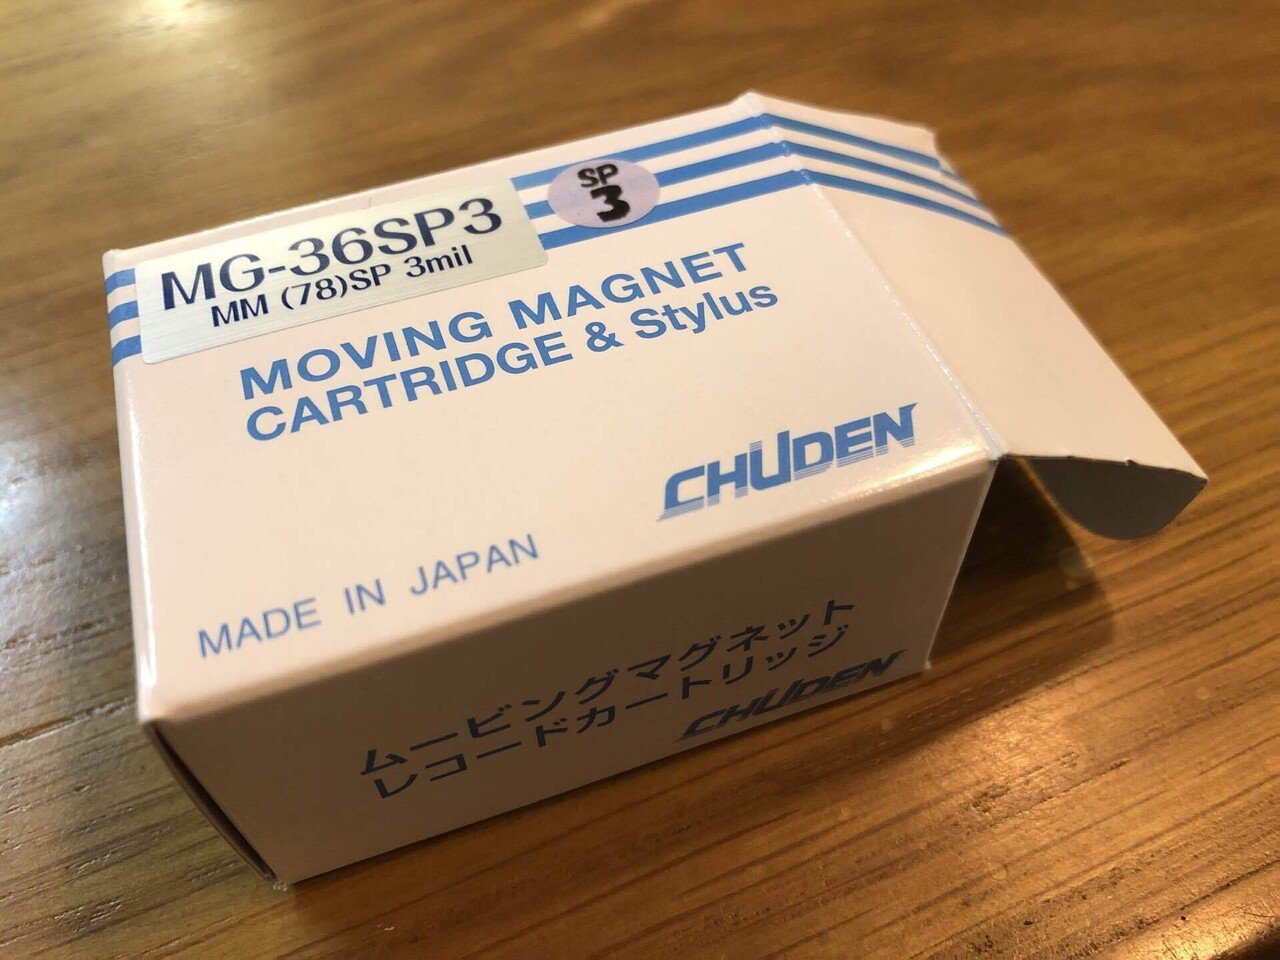 MG-36SP3
MM (78)SP 3mil
SP
3
MOVING MAGNET
CARTRIDGE & Stylus
CHUDEN
MADE IN JAPAN
ムービングマグネット
レコードカートリッジ
CHUDEN